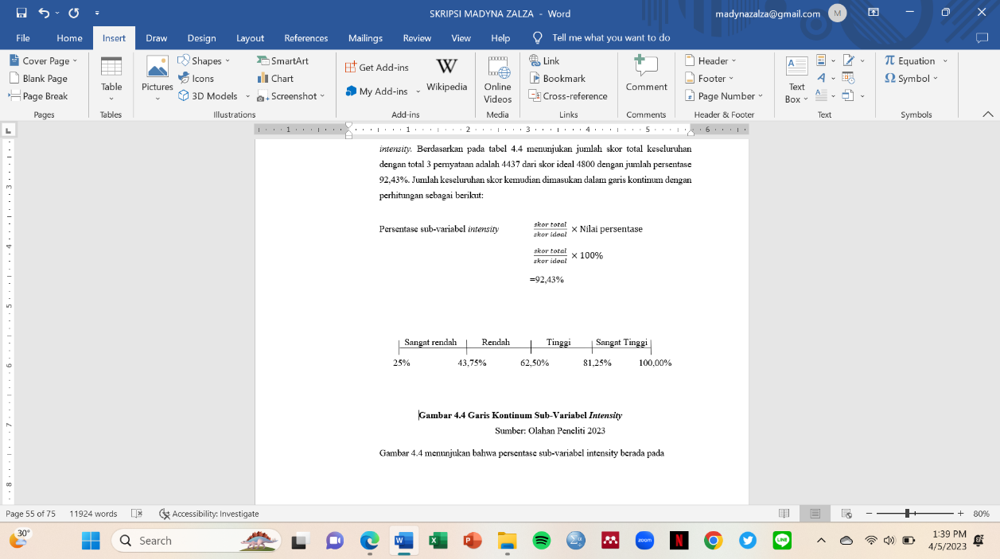 SKRIPSI MADYNA ZALZA - Word
madynazalza@gmail.com
M
File Home Insert Draw Design Layout References Mailings Review View Help Tell me what you want to do
Cover Page
Blank Page
Page Break
Pages
Table
Tables
Pictures
Shapes
Icons
3D Models
SmartArt
Chart
Screenshot
Illustrations
Get Add-ins
My Add-ins
W
Wikipedia
Add-ins
Online
Videos
Media
Link
Bookmark
Cross-reference
Links
Comment
Comments
Header
Footer
Page Number
Header & Footer
Text
Box
Text
π Equation
Ω Symbol
Symbols
1 1 2 3 4 5 6
3
4
5
6
7
8
intensity. Berdasarkan pada tabel 4.4 menunjukan jumlah skor total keseluruhan
dengan total 3 pernyataan adalah 4437 dari skor ideal 4800 dengan jumlah persentase
92,43%. Jumlah keseluruhan skor kemudian dimasukan dalam garis kontinum dengan
perhitungan sebagai berikut:
Persentase sub-variabel intensity
skor total
skor ideal
× Nilai persentase
skor total
skor ideal
× 100%
=92,43%
Sangat rendah Rendah Tinggi Sangat Tinggi
25% 43,75% 62,50% 81,25% 100,00%
Gambar 4.4 Garis Kontinum Sub-Variabel Intensity
Sumber: Olahan Peneliti 2023
Gambar 4.4 menunjukan bahwa persentase sub-variabel intensity berada pada
Page 55 of 75 11924 words Accessibility: Investigate 80%
30°
Search
zoom
N
LINE
1:39 PM
4/5/2023